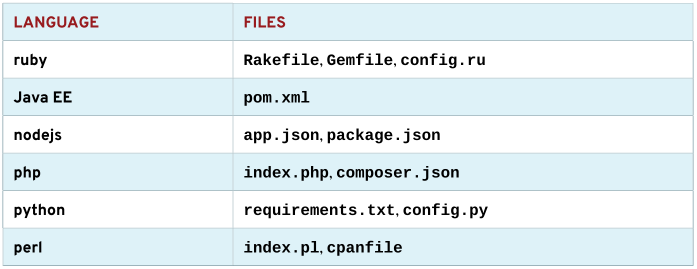 LANGUAGE FILES
ruby Rakefile, Gemfile, config.ru
Java EE pom.xml
nodejs app.json, package.json
php index.php, composer.json
python requirements.txt, config.py
perl index.pl, cpanfile